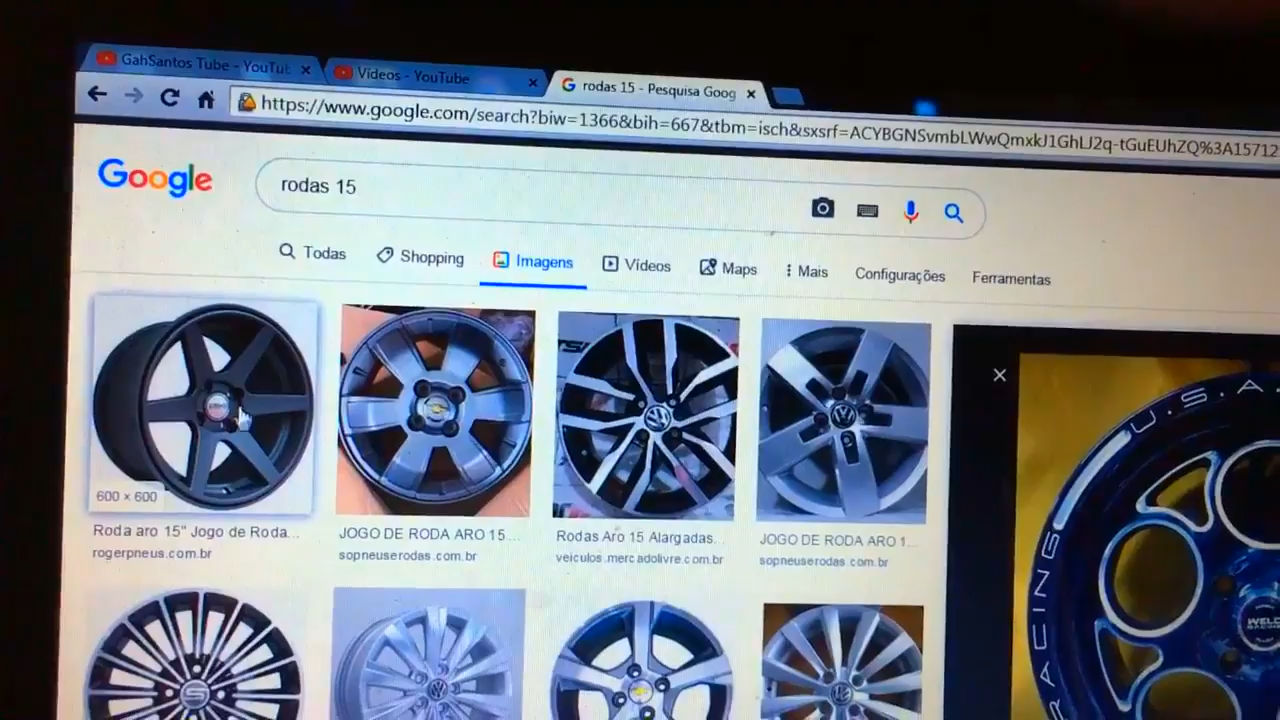 GahSantos Tube - YouTub
Vídeos - YouTube
rodas 15 - Pesquisa Goog
https://www.google.com/search?biw=1366&bih=667&tbm=isch&sxsrf=ACYBGNSvmbLWwQmxkJ1GhLJ2q-tGuEUhZQ%3A15712
Google
rodas 15
Todas
Shopping
Imagens
Vídeos
Maps
Mais
Configurações
Ferramentas
600 × 600
Roda aro 15" Jogo de Roda...
rogerpneus.com.br
JOGO DE RODA ARO 15...
sopneuserodas.com.br
Rodas Aro 15 Alargadas...
veiculos.mercadolivre.com.br
JOGO DE RODA ARO 1...
sopneuserodas.com.br
U.S.A
RACING
WELD
RACING